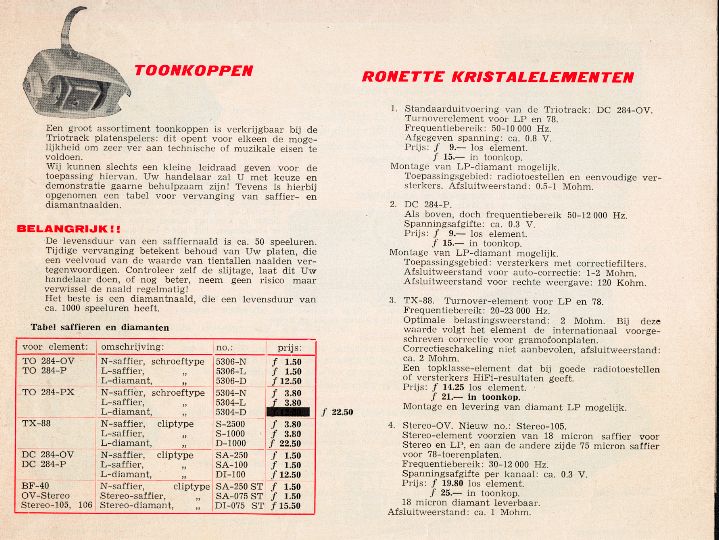 TOONKOPPEN
Een groot assortiment toonkoppen is verkrijgbaar bij de
Triotrack platenspelers: dit opent voor elkeen de moge-
lijkheid om zeer ver aan technische of muzikale eisen te
voldoen.
Wij kunnen slechts een kleine leidraad geven voor de
toepassing hiervan. Uw handelaar zal U met keuze en
demonstratie gaarne behulpzaam zijn! Tevens is hierbij
opgenomen een tabel voor vervanging van saffier- en
diamantnaalden.
BELANGRIJK!!
De levensduur van een saffiernaald is ca. 50 speeluren.
Tijdige vervanging betekent behoud van Uw platen, die
een veelvoud van de waarde van tientallen naalden ver-
tegenwoordigen. Controleer zelf de slijtage, laat dit Uw
handelaar doen, of nog beter, neem geen risico maar
verwissel de naald regelmatig!
Het beste is een diamantnaald, die een levensduur van
ca. 1000 speeluren heeft.
Tabel saffieren en diamanten
voor element: omschrijving: no.: prijs:
TO 284-OV N-saffier, schroeftype 5306-N f 1.50
TO 284-P L-saffier, „ 5306-L f 1.50
L-diamant, „ 5306-D f 12.50
TO 284-PX N-saffier, schroeftype 5304-N f 3.80
L-saffier, „ 5304-L f 3.80
L-diamant, „ 5304-D f 22.50
TX-88 N-saffier, cliptype S-2500 f 3.80
L-saffier, „ S-1000 f 3.80
L-diamant, „ D-1000 f 22.50
DC 284-OV N-saffier, cliptype SA-250 f 1.50
DC 284-P L-saffier, „ SA-100 f 1.50
L-diamant, „ DI-100 f 12.50
BF-40 N-saffier, cliptype SA-250 ST f 1.50
OV-Stereo Stereo-saffier, „ SA-075 ST f 1.50
Stereo-105, 106 Stereo-diamant, „ DI-075 ST f 15.50
RONETTE KRISTALELEMENTEN
1. Standaarduitvoering van de Triotrack: DC 284-OV.
Turnoverelement voor LP en 78.
Frequentiebereik: 50-10 000 Hz.
Afgegeven spanning: ca. 0.8 V.
Prijs: f 9.— los element.
f 15.— in toonkop.
Montage van LP-diamant mogelijk.
Toepassingsgebied: radiotoestellen en eenvoudige ver-
sterkers. Afsluitweerstand: 0.5-1 Mohm.
2. DC 284-P.
Als boven, doch frequentiebereik 50-12 000 Hz.
Spanningsafgifte: ca. 0.3 V.
Prijs: f 9.— los element.
f 15.— in toonkop.
Montage van LP-diamant mogelijk.
Toepassingsgebied: versterkers met correctiefilters.
Afsluitweerstand voor auto-correctie: 1-2 Mohm.
Afsluitweerstand voor rechte weergave: 120 Kohm.
3. TX-88. Turnover-element voor LP en 78.
Frequentiebereik: 20-23 000 Hz.
Optimale belastingsweerstand: 2 Mohm. Bij deze
waarde volgt het element de internationaal voorge-
schreven correctie voor gramofoonplaten.
Correctieschakeling niet aanbevolen, afsluitweerstand:
ca. 2 Mohm.
Een topklasse-element dat bij goede radiotoestellen
of versterkers HiFi-resultaten geeft.
Prijs: f 14.25 los element.
f 21.— in toonkop.
Montage en levering van diamant LP mogelijk.
4. Stereo-OV. Nieuw no.: Stereo-105.
Stereo-element voorzien van 18 micron saffier voor
Stereo en LP, en aan de andere zijde 75 micron saffier
voor 78-toerenplaten.
Frequentiebereik: 30-12 000 Hz.
Spanningsafgifte per kanaal: ca. 0.3 V.
Prijs: f 19.80 los element.
f 25.— in toonkop.
18 micron diamant leverbaar.
Afsluitweerstand: ca. 1 Mohm.